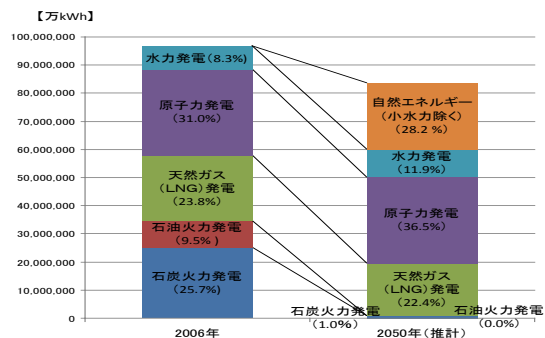 【万kWh】
100,000,000
90,000,000
80,000,000
70,000,000
60,000,000
50,000,000
40,000,000
30,000,000
20,000,000
10,000,000
0
水力発電(8.3%)
原子力発電
(31.0%)
天然ガス
(LNG)発電
(23.8%)
石油火力発電
(9.5% )
石炭火力発電
(25.7%)
自然エネルギー
(小水力除く)
(28.2 %)
水力発電
(11.9%)
原子力発電
(36.5%)
天然ガス
(LNG)発電
(22.4%)
石炭火力発電
(1.0%)
石油火力発電
(0.0%)
2006年
2050年(推計)